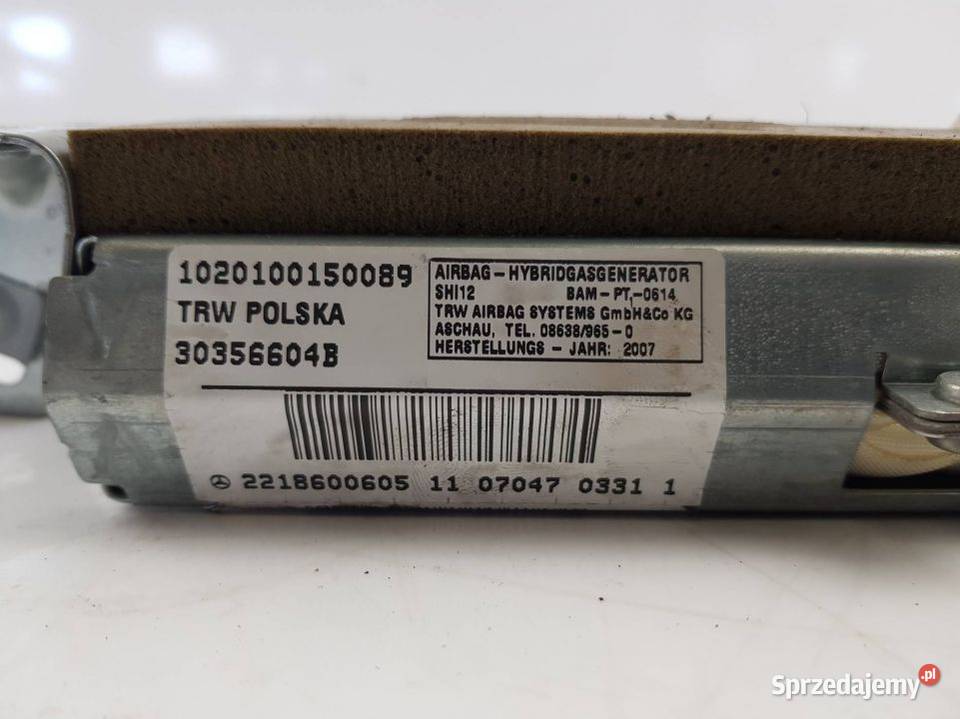 1020100150089
TRW POLSKA
30356604B
AIRBAG - HYBRIDGASGENERATOR
SHI12 BAM-PT,-0614
TRW AIRBAG SYSTEMS GmbH&Co KG
ASCHAU, TEL. 08638/965-0
HERSTELLUNGS - JAHR: 2007
2218600605 11 07047 0331 1
Sprzedajemy.pl